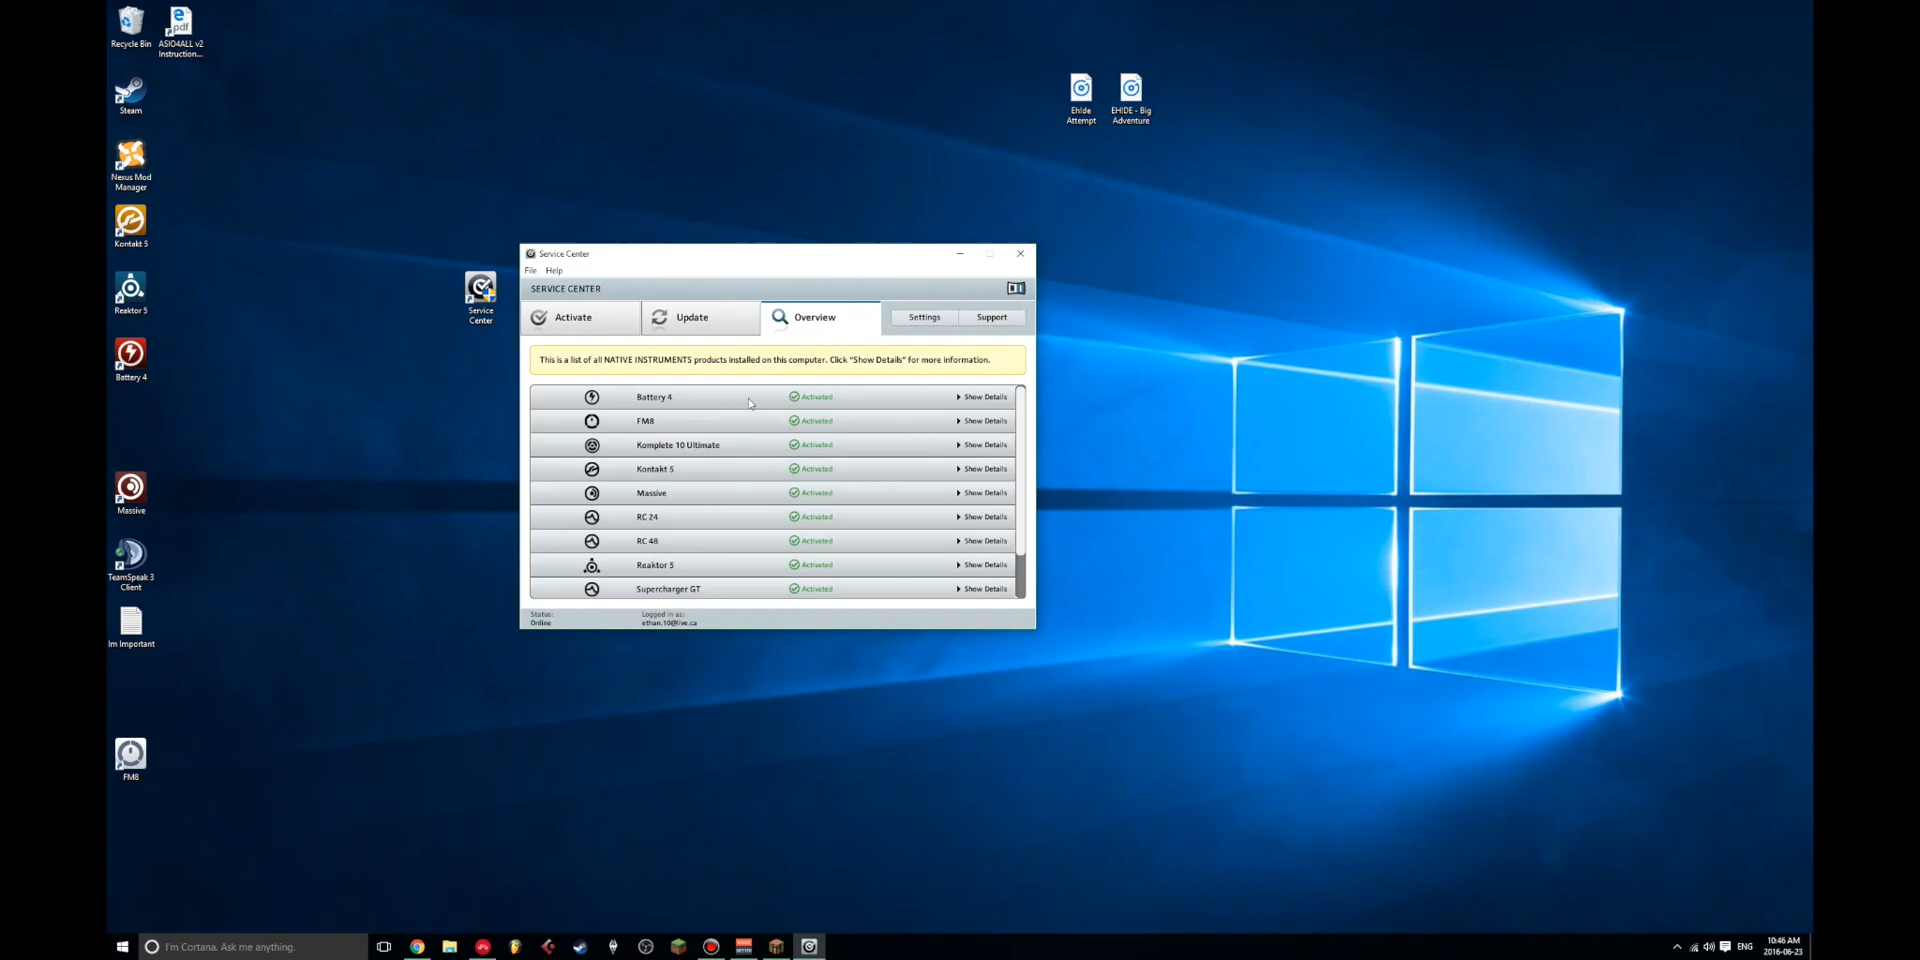 Recycle Bin
ASIO4ALL v2
Instruction...
Steam
Nexus Mod
Manager
Kontakt 5
Reaktor 5
Battery 4
Massive
TeamSpeak 3
Client
Im Important
FM8
Service
Center
EhIde
Attempt
EHIDE - Big
Adventure
Service Center
File Help
SERVICE CENTER
Activate
Update
Overview
Settings
Support
This is a list of all NATIVE INSTRUMENTS products installed on this computer. Click "Show Details" for more information.
Battery 4 Activated Show Details
FM8 Activated Show Details
Komplete 10 Ultimate Activated Show Details
Kontakt 5 Activated Show Details
Massive Activated Show Details
RC 24 Activated Show Details
RC 48 Activated Show Details
Reaktor 5 Activated Show Details
Supercharger GT Activated Show Details
Status: Logged in as:
Online ethan.10@live.ca
I'm Cortana. Ask me anything.
ENG
10:46 AM
2016-06-23